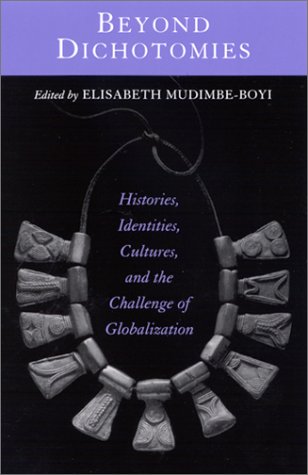 BEYOND
DICHOTOMIES
Edited by ELISABETH MUDIMBE-BOYI
Histories,
Identities,
Cultures,
and the
Challenge of
Globalization